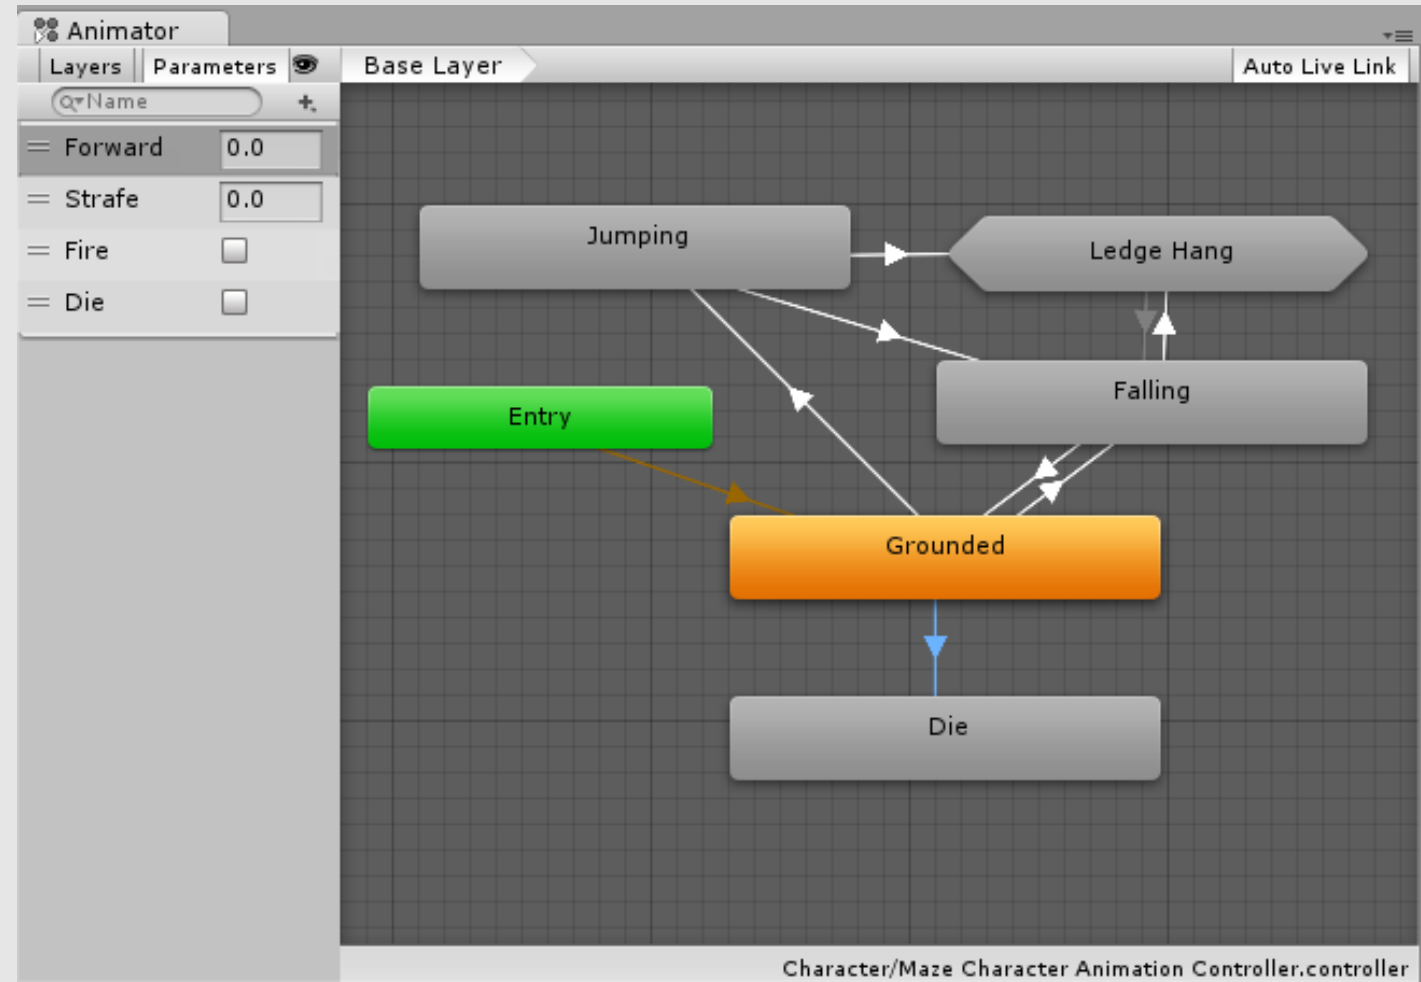 Animator
Layers Parameters Base Layer Auto Live Link
Name
Forward 0.0
Strafe 0.0
Fire
Die
Jumping
Ledge Hang
Falling
Entry
Grounded
Die
Character/Maze Character Animation Controller.controller